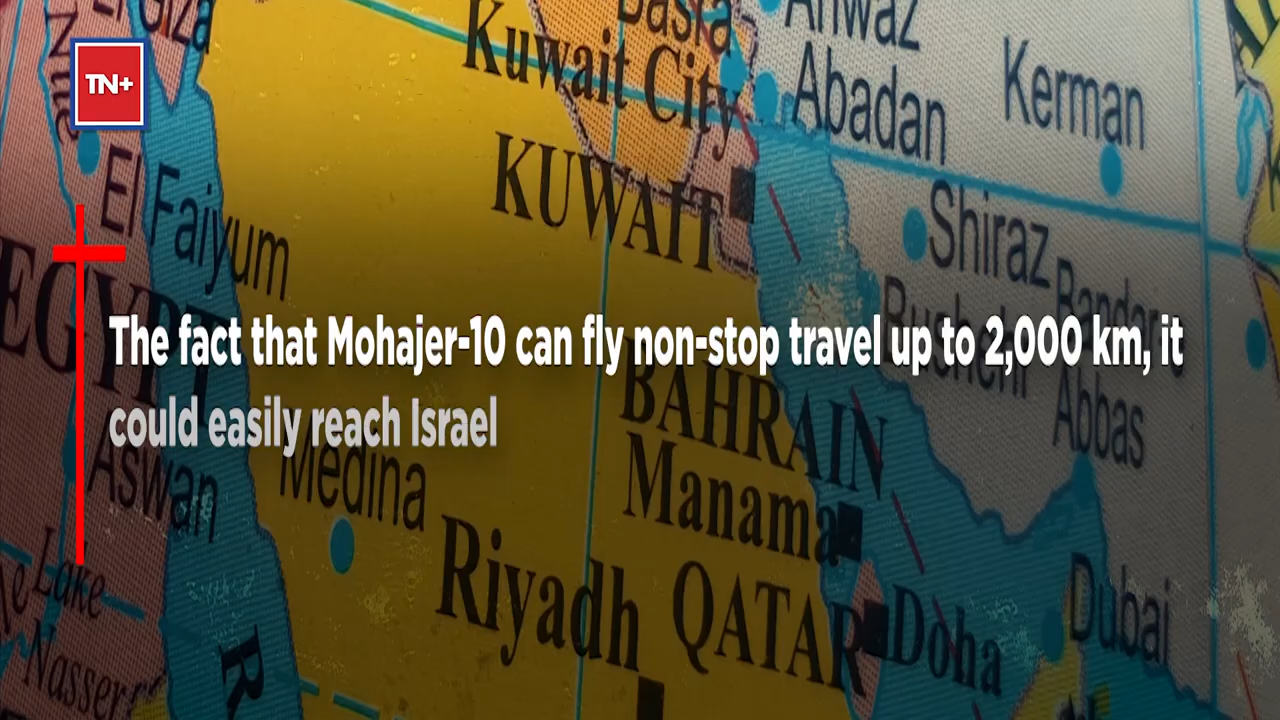 TN+
El Giza
Nile
Basra
Ahwaz
Kuwait City
Abadan
Kerman
El Faiyum
KUWAIT
Shiraz
EGYPT
Bushehr
Bandar
Abbas
The fact that Mohajer-10 can fly non-stop travel up to 2,000 km, it
could easily reach Israel
BAHRAIN
Manama
Aswan
Medina
Riyadh
QATAR
Doha
Dubai
Lake
Nasser
R